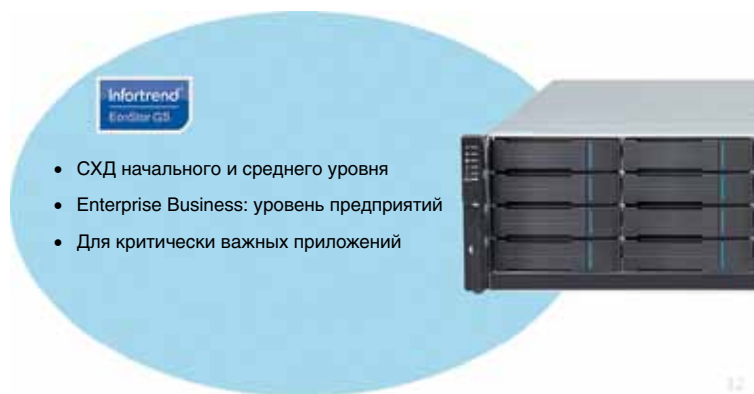 Infortrend
EonStor GS
• СХД начального и среднего уровня
• Enterprise Business: уровень предприятий
• Для критически важных приложений
12